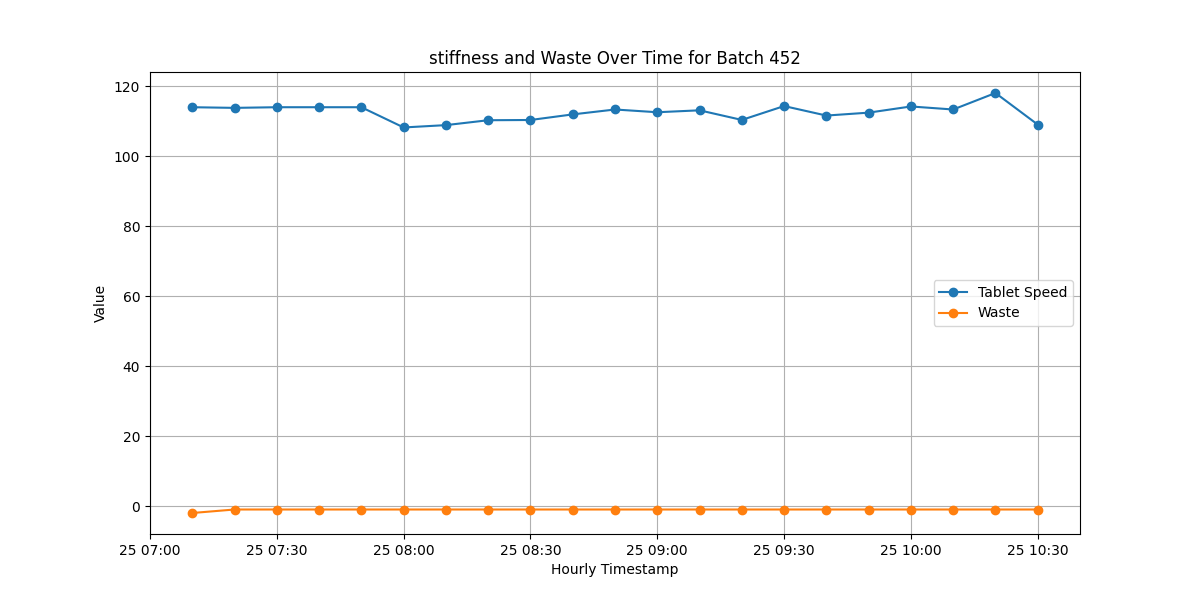 stiffness and Waste Over Time for Batch 452
120
100
80
60
40
20
0
Value
Tablet Speed
Waste
25 07:00 25 07:30 25 08:00 25 08:30 25 09:00 25 09:30 25 10:00 25 10:30
Hourly Timestamp